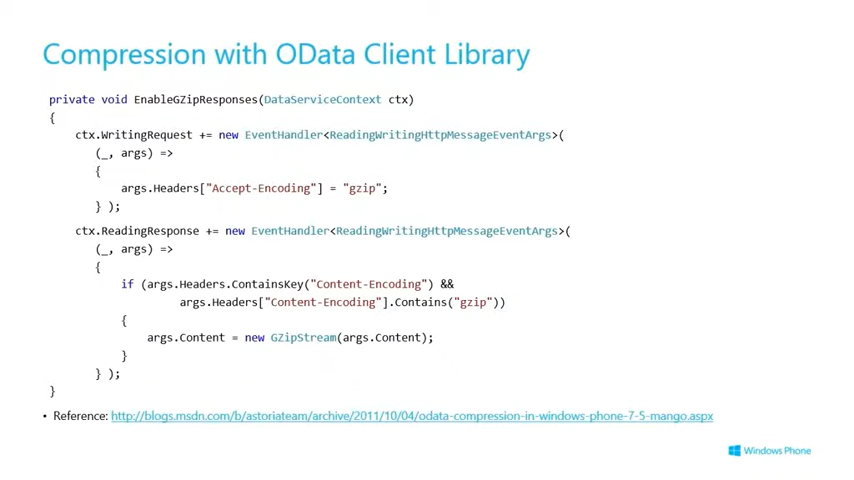 Compression with OData Client Library
private void EnableGZipResponses(DataServiceContext ctx)
{
ctx.WritingRequest += new EventHandler<ReadingWritingHttpMessageEventArgs>(
(_, args) =>
{
args.Headers["Accept-Encoding"] = "gzip";
} );
ctx.ReadingResponse += new EventHandler<ReadingWritingHttpMessageEventArgs>(
(_, args) =>
{
if (args.Headers.ContainsKey("Content-Encoding") &&
args.Headers["Content-Encoding"].Contains("gzip"))
{
args.Content = new GZipStream(args.Content);
}
} );
}
• Reference: http://blogs.msdn.com/b/astoriateam/archive/2011/10/04/odata-compression-in-windows-phone-7-5-mango.aspx
Windows Phone